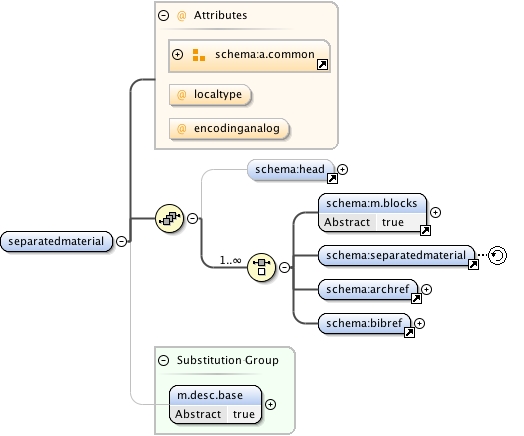 @ Attributes
schema:a.common
@ localtype
@ encodinganalog
schema:head
schema:m.blocks
Abstract true
separatedmaterial
1..∞
schema:separatedmaterial
schema:archref
schema:bibref
Substitution Group
m.desc.base
Abstract true